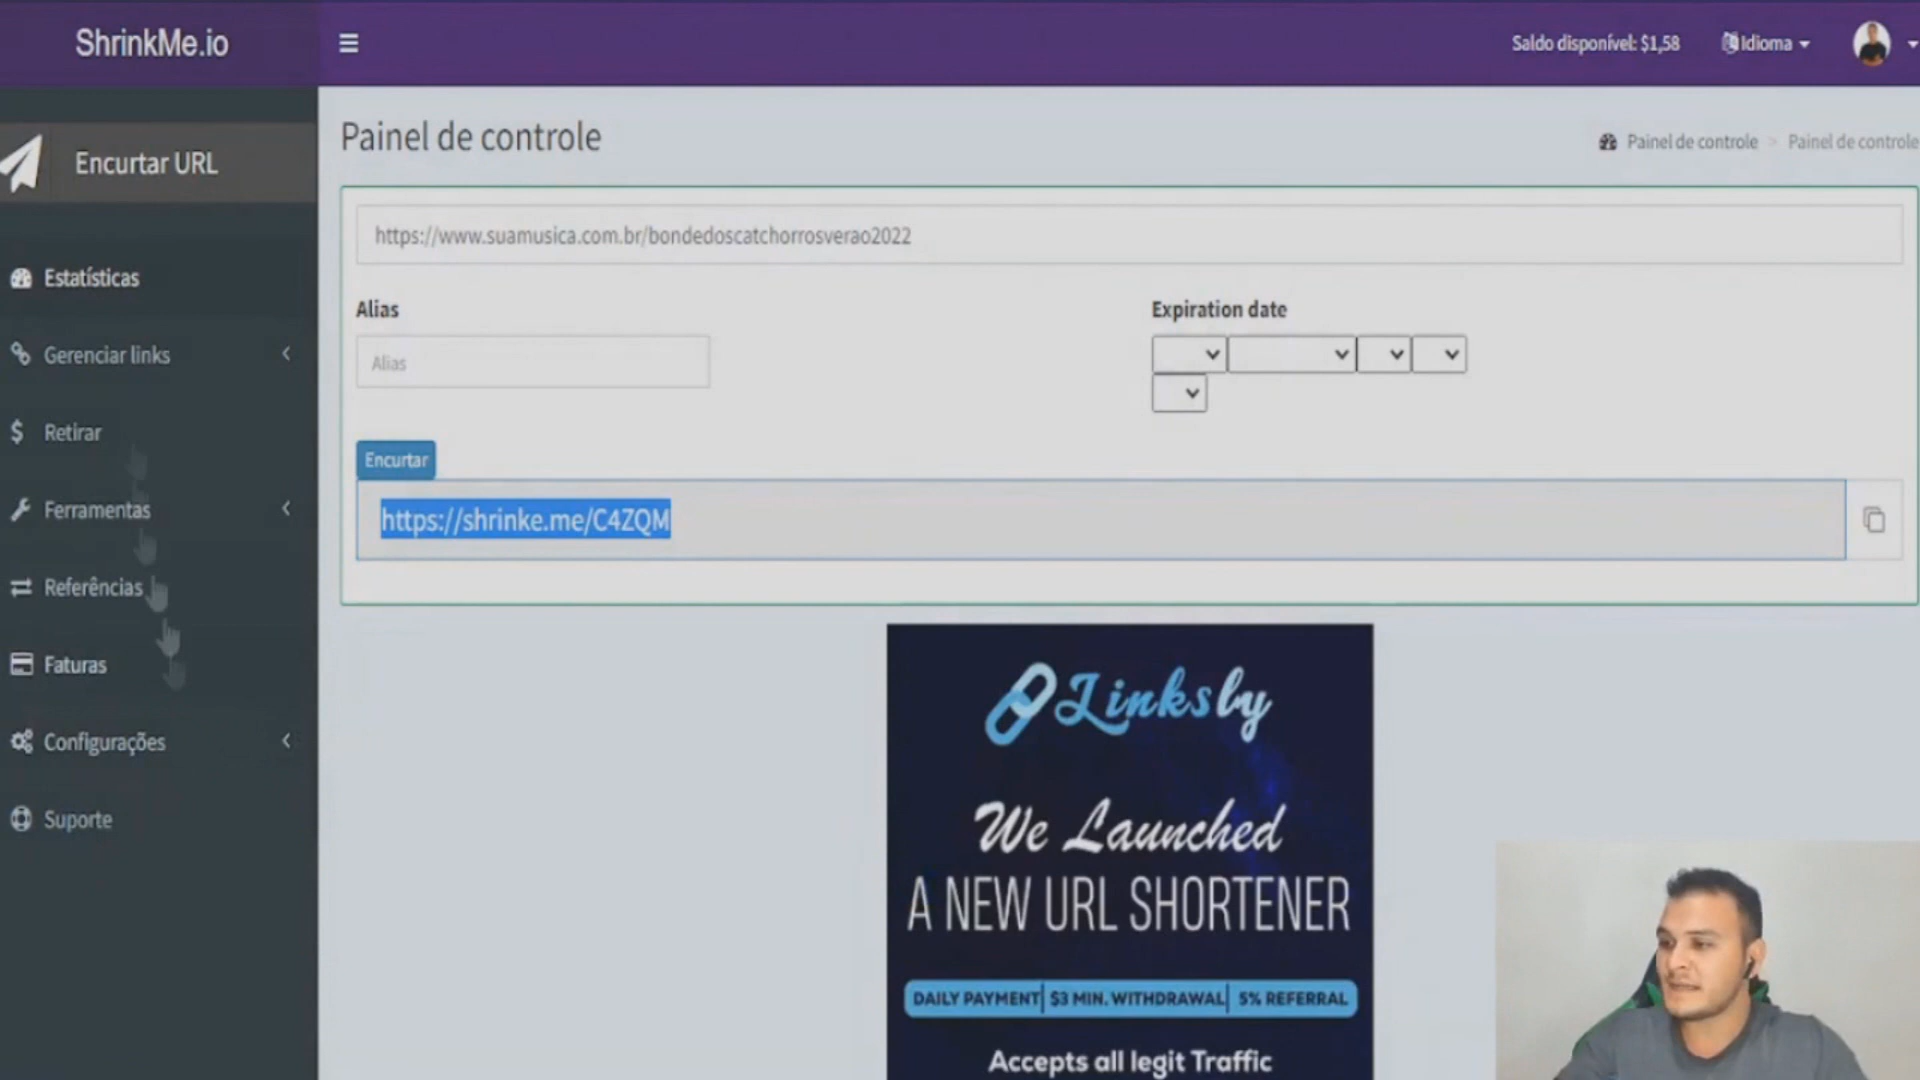 ShrinkMe.io
Saldo disponível: $1,58
Idioma
Encurtar URL
Painel de controle
Painel de controle > Painel de controle
https://www.suamusica.com.br/bondedoscatchorrosverao2022
Estatísticas
Alias
Expiration date
Gerenciar links
Alias
Retirar
Encurtar
Ferramentas
https://shrinke.me/C4ZQM
Referências
Faturas
Configurações
Suporte
Linksly
We Launched
A NEW URL SHORTENER
DAILY PAYMENT | $3 MIN. WITHDRAWAL | 5% REFERRAL
Accepts all legit Traffic